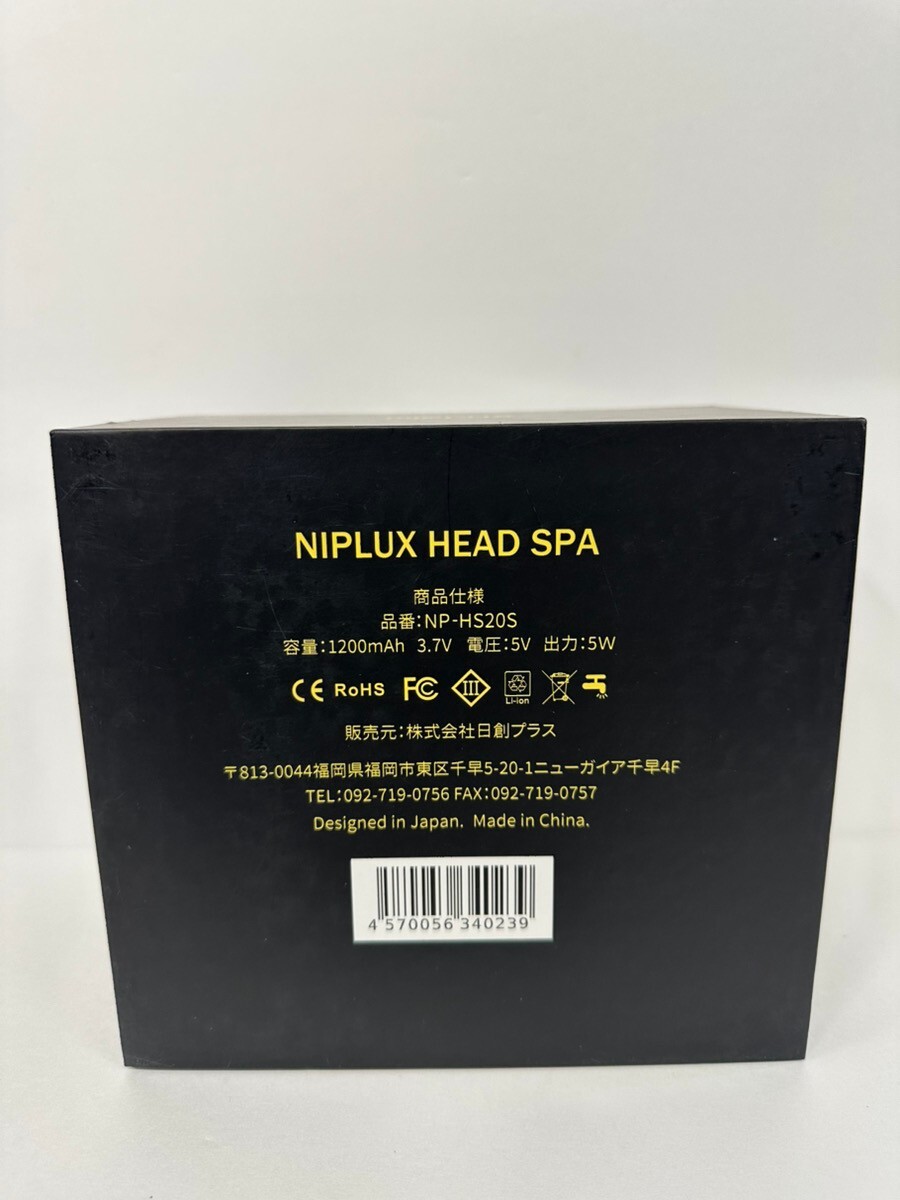 NIPLUX HEAD SPA
商品仕様
品番:NP-HS20S
容量:1200mAh 3.7V 電圧:5V 出力:5W
CE RoHS FC III Li-ion
販売元:株式会社日創プラス
〒813-0044福岡県福岡市東区千早5-20-1ニューガイア千早4F
TEL:092-719-0756 FAX:092-719-0757
Designed in Japan. Made in China.
4 570056 340239